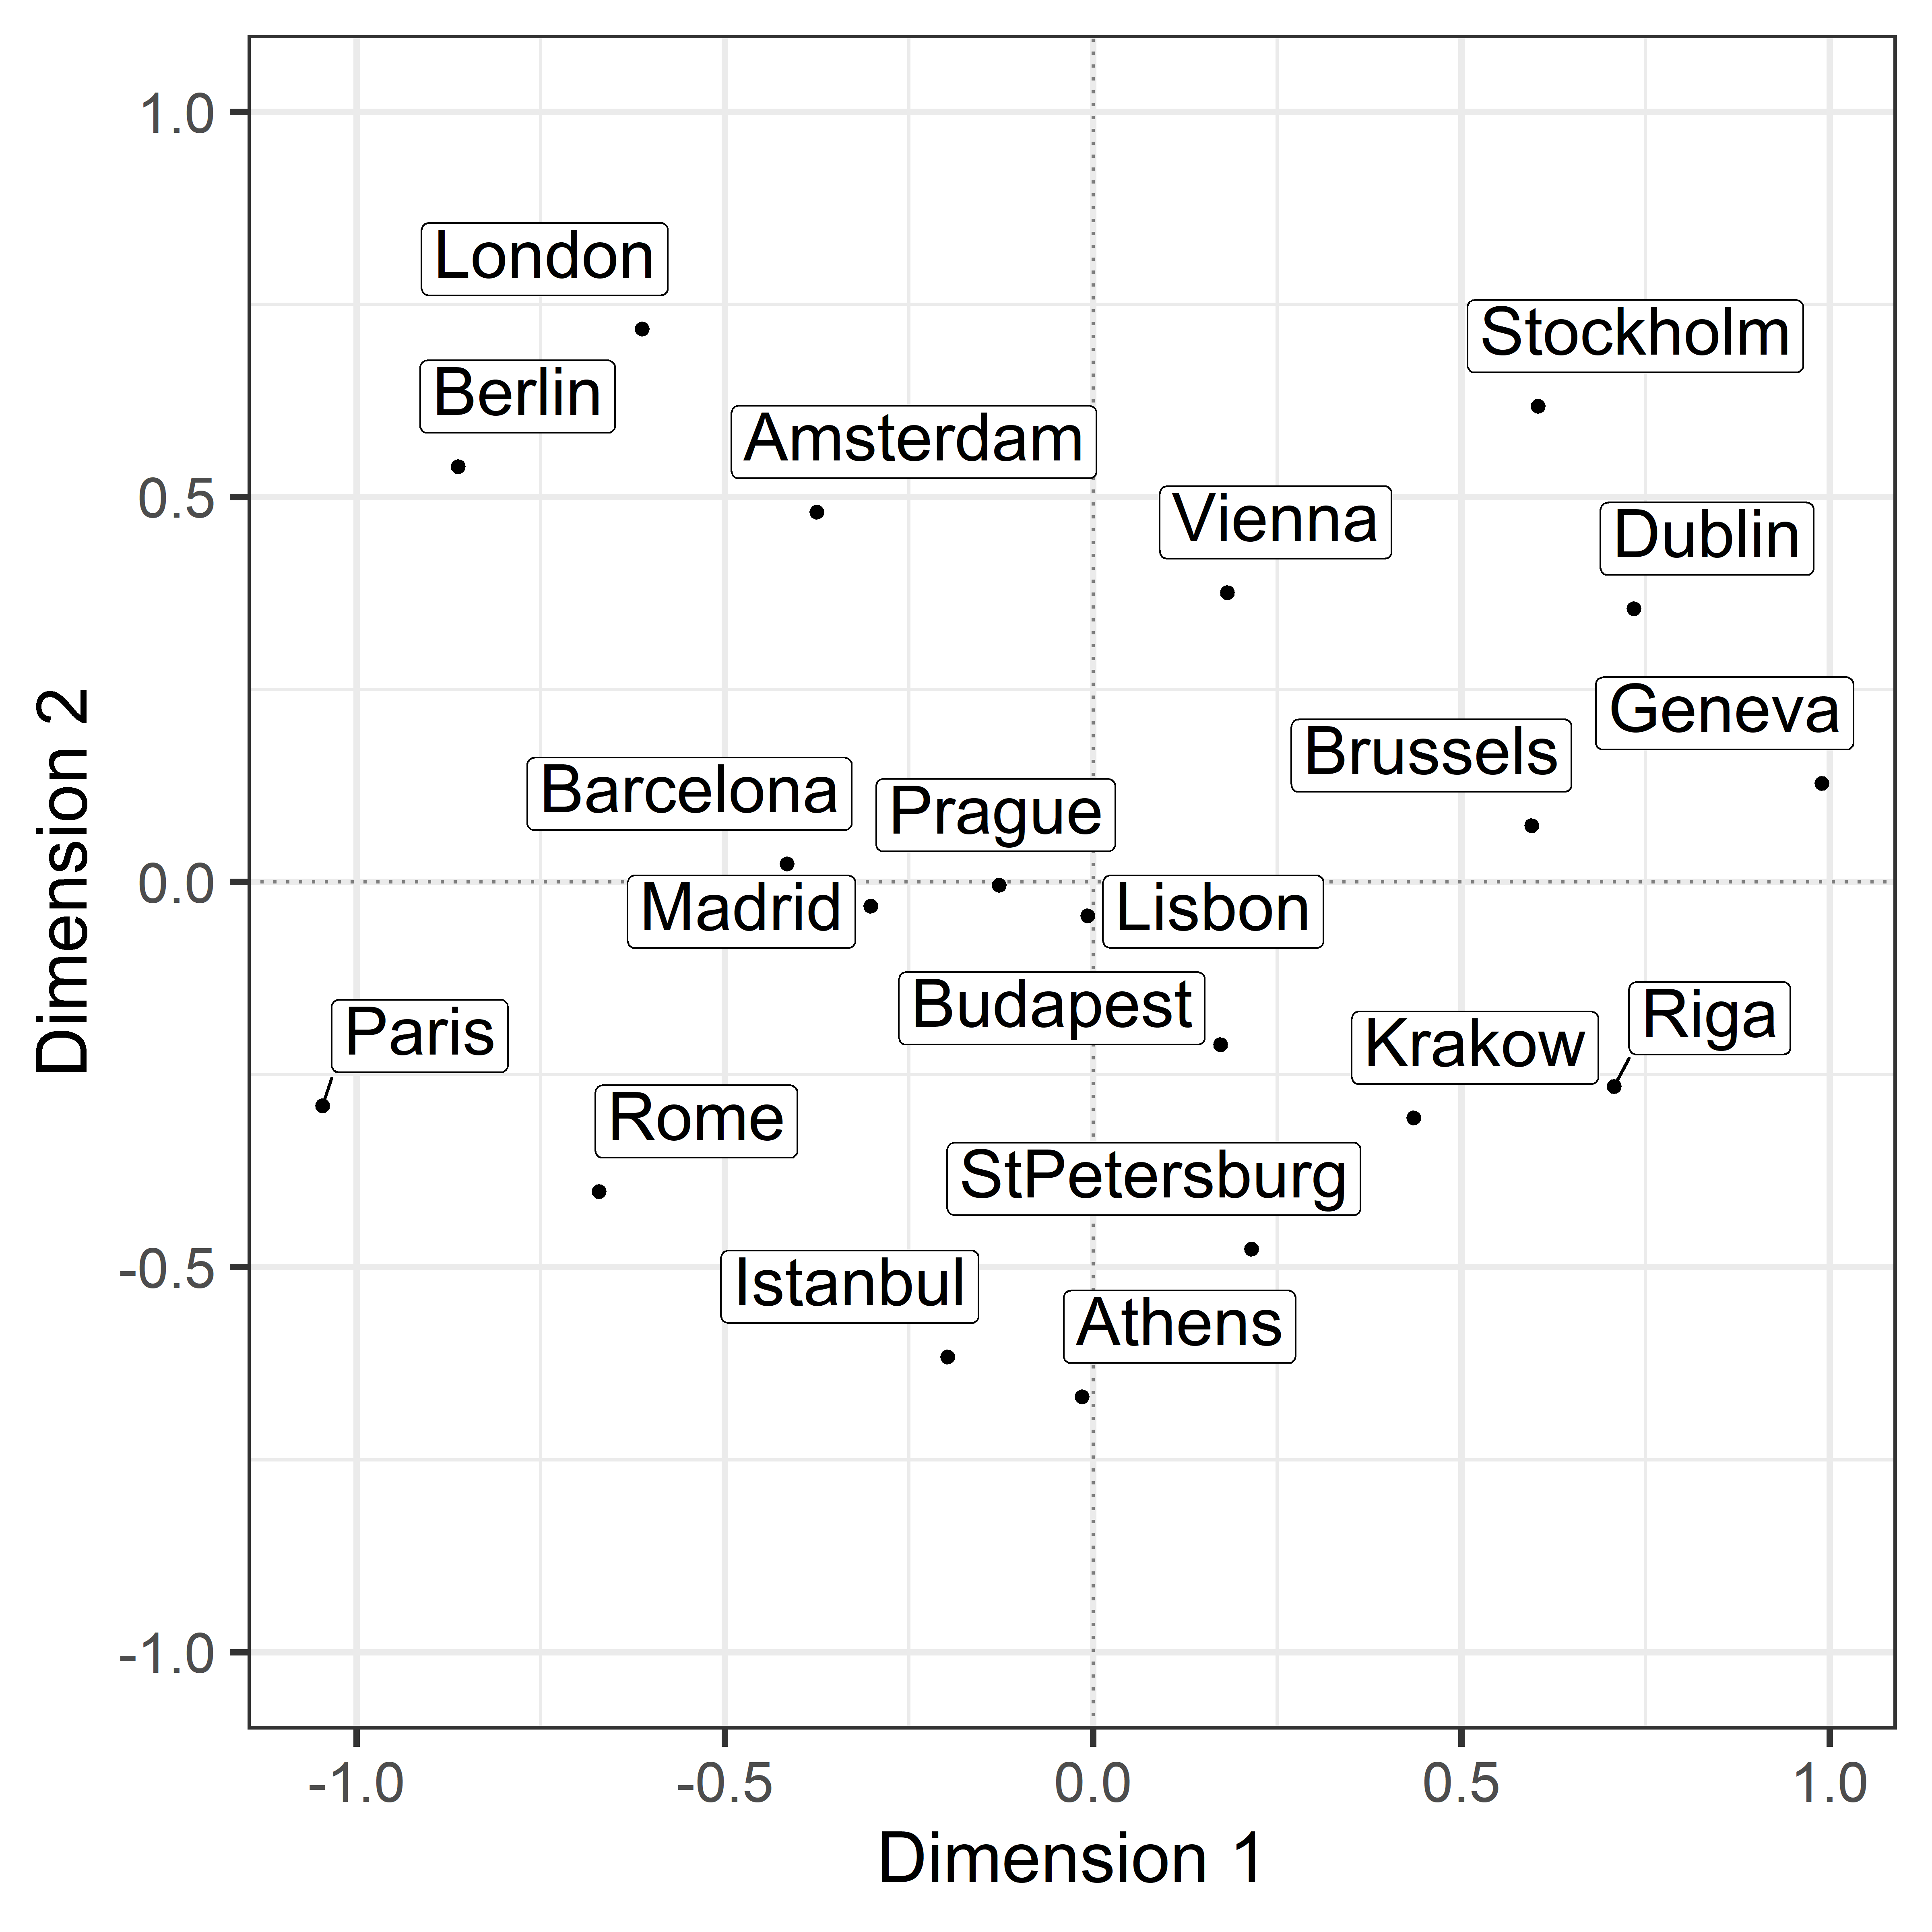 1.0
London
Stockholm
Berlin
Amsterdam
0.5
Vienna
Dublin
Geneva
Brussels
Barcelona
Prague
0.0
Madrid
Lisbon
Budapest
Riga
Paris
Krakow
Rome
StPetersburg
-0.5
Istanbul
Athens
-1.0
Dimension 2
-1.0 -0.5 0.0 0.5 1.0
Dimension 1